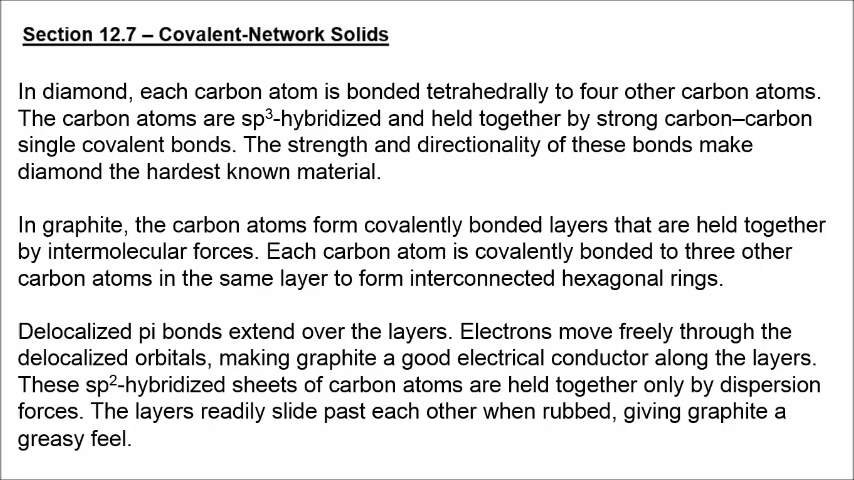 Section 12.7 – Covalent-Network Solids
In diamond, each carbon atom is bonded tetrahedrally to four other carbon atoms.
The carbon atoms are sp³-hybridized and held together by strong carbon–carbon
single covalent bonds. The strength and directionality of these bonds make
diamond the hardest known material.
In graphite, the carbon atoms form covalently bonded layers that are held together
by intermolecular forces. Each carbon atom is covalently bonded to three other
carbon atoms in the same layer to form interconnected hexagonal rings.
Delocalized pi bonds extend over the layers. Electrons move freely through the
delocalized orbitals, making graphite a good electrical conductor along the layers.
These sp²-hybridized sheets of carbon atoms are held together only by dispersion
forces. The layers readily slide past each other when rubbed, giving graphite a
greasy feel.